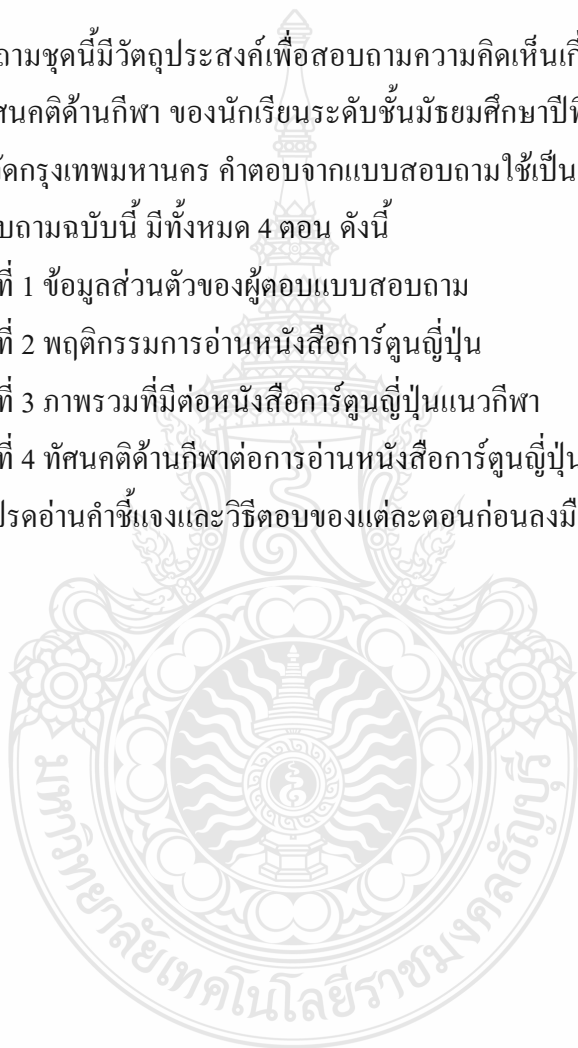 ถามชุดนี้มีวัตถุประสงค์เพื่อสอบถามความคิดเห็นเกี่
ศนคติด้านกีฬา ของนักเรียนระดับชั้นมัธยมศึกษาปีที่
ัดกรุงเทพมหานคร คำตอบจากแบบสอบถามใช้เป็น
บถามฉบับนี้ มีทั้งหมด 4 ตอน ดังนี้
ที่ 1 ข้อมูลส่วนตัวของผู้ตอบแบบสอบถาม
ที่ 2 พฤติกรรมการอ่านหนังสือการ์ตูนญี่ปุ่น
ที่ 3 ภาพรวมที่มีต่อหนังสือการ์ตูนญี่ปุ่นแนวกีฬา
ที่ 4 ทัศนคติด้านกีฬาต่อการอ่านหนังสือการ์ตูนญี่ปุ่น
ปรดอ่านคำชี้แจงและวิธีตอบของแต่ละตอนก่อนลงมื
มหาวิทยาลัยเทคโนโลยีราชมงคลธัญบุรี